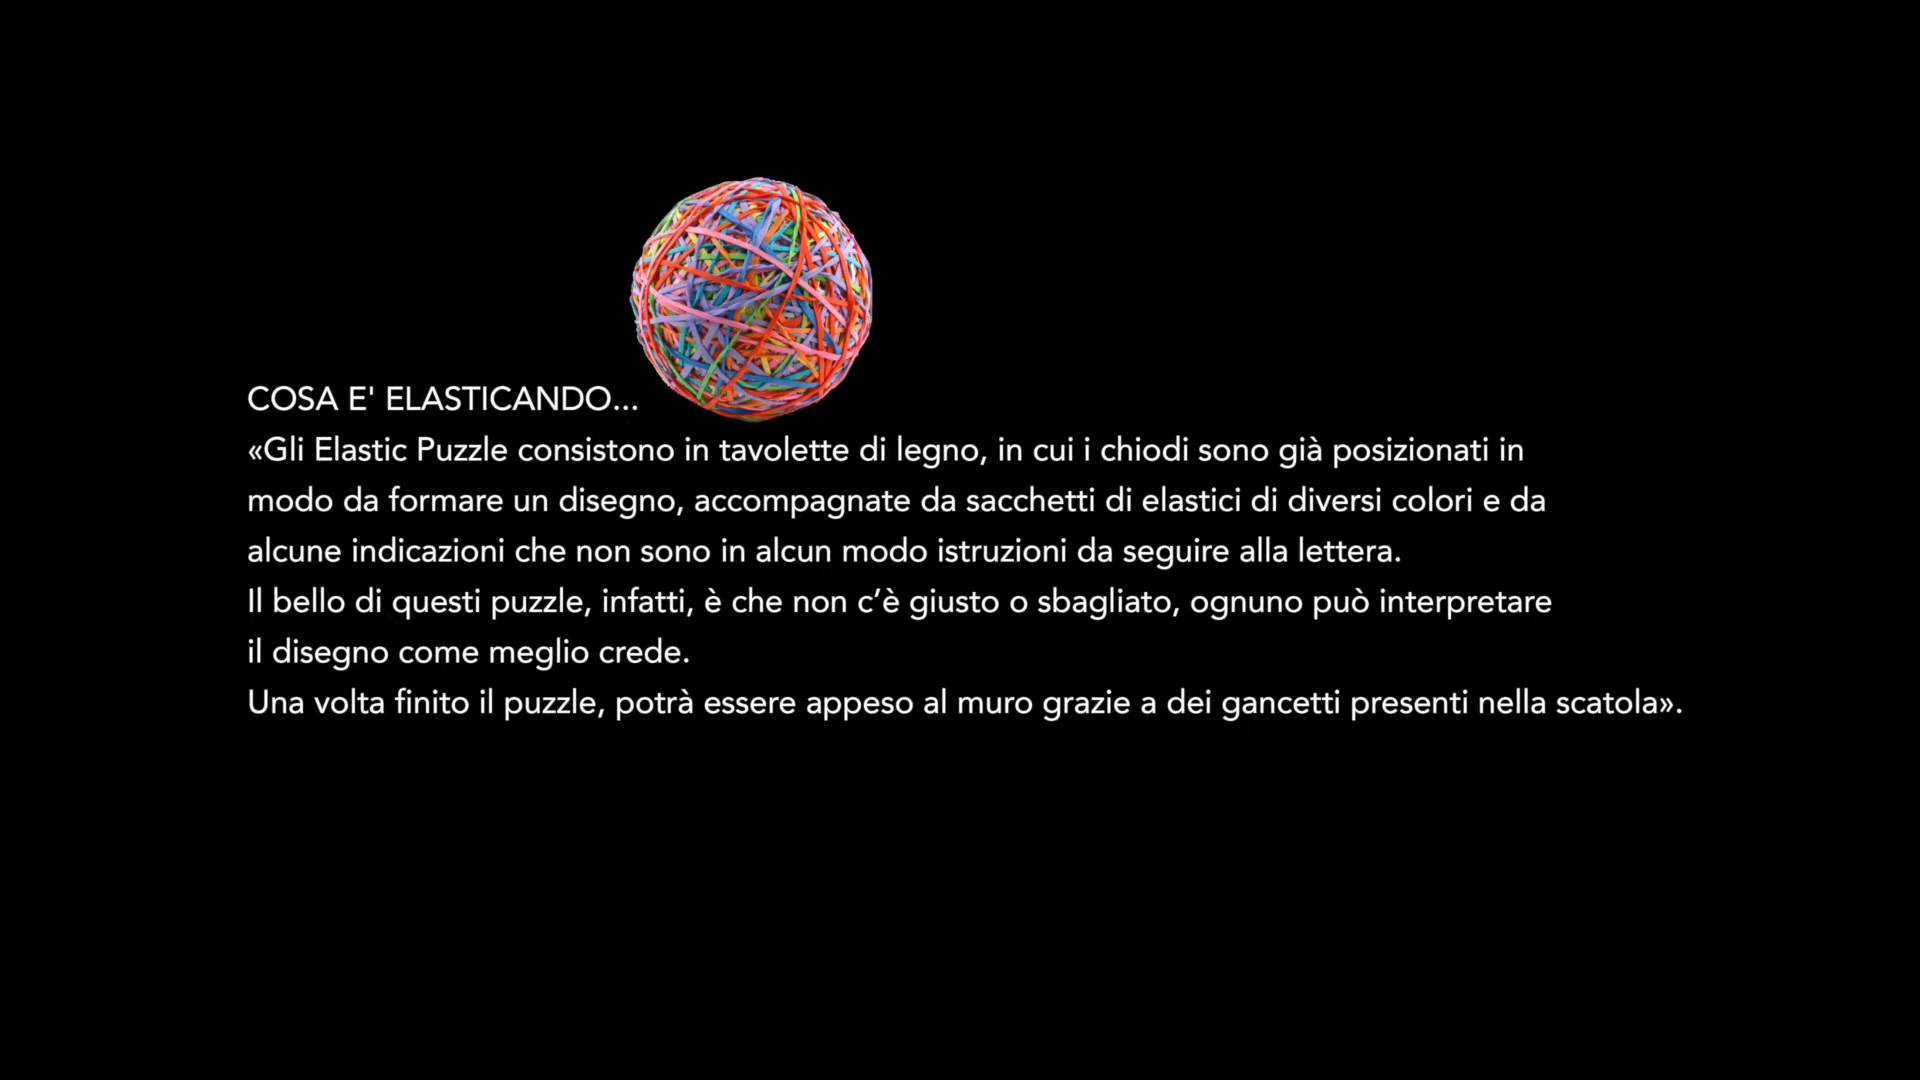 COSA E' ELASTICANDO...
«Gli Elastic Puzzle consistono in tavolette di legno, in cui i chiodi sono già posizionati in
modo da formare un disegno, accompagnate da sacchetti di elastici di diversi colori e da
alcune indicazioni che non sono in alcun modo istruzioni da seguire alla lettera.
Il bello di questi puzzle, infatti, è che non c’è giusto o sbagliato, ognuno può interpretare
il disegno come meglio crede.
Una volta finito il puzzle, potrà essere appeso al muro grazie a dei gancetti presenti nella scatola».